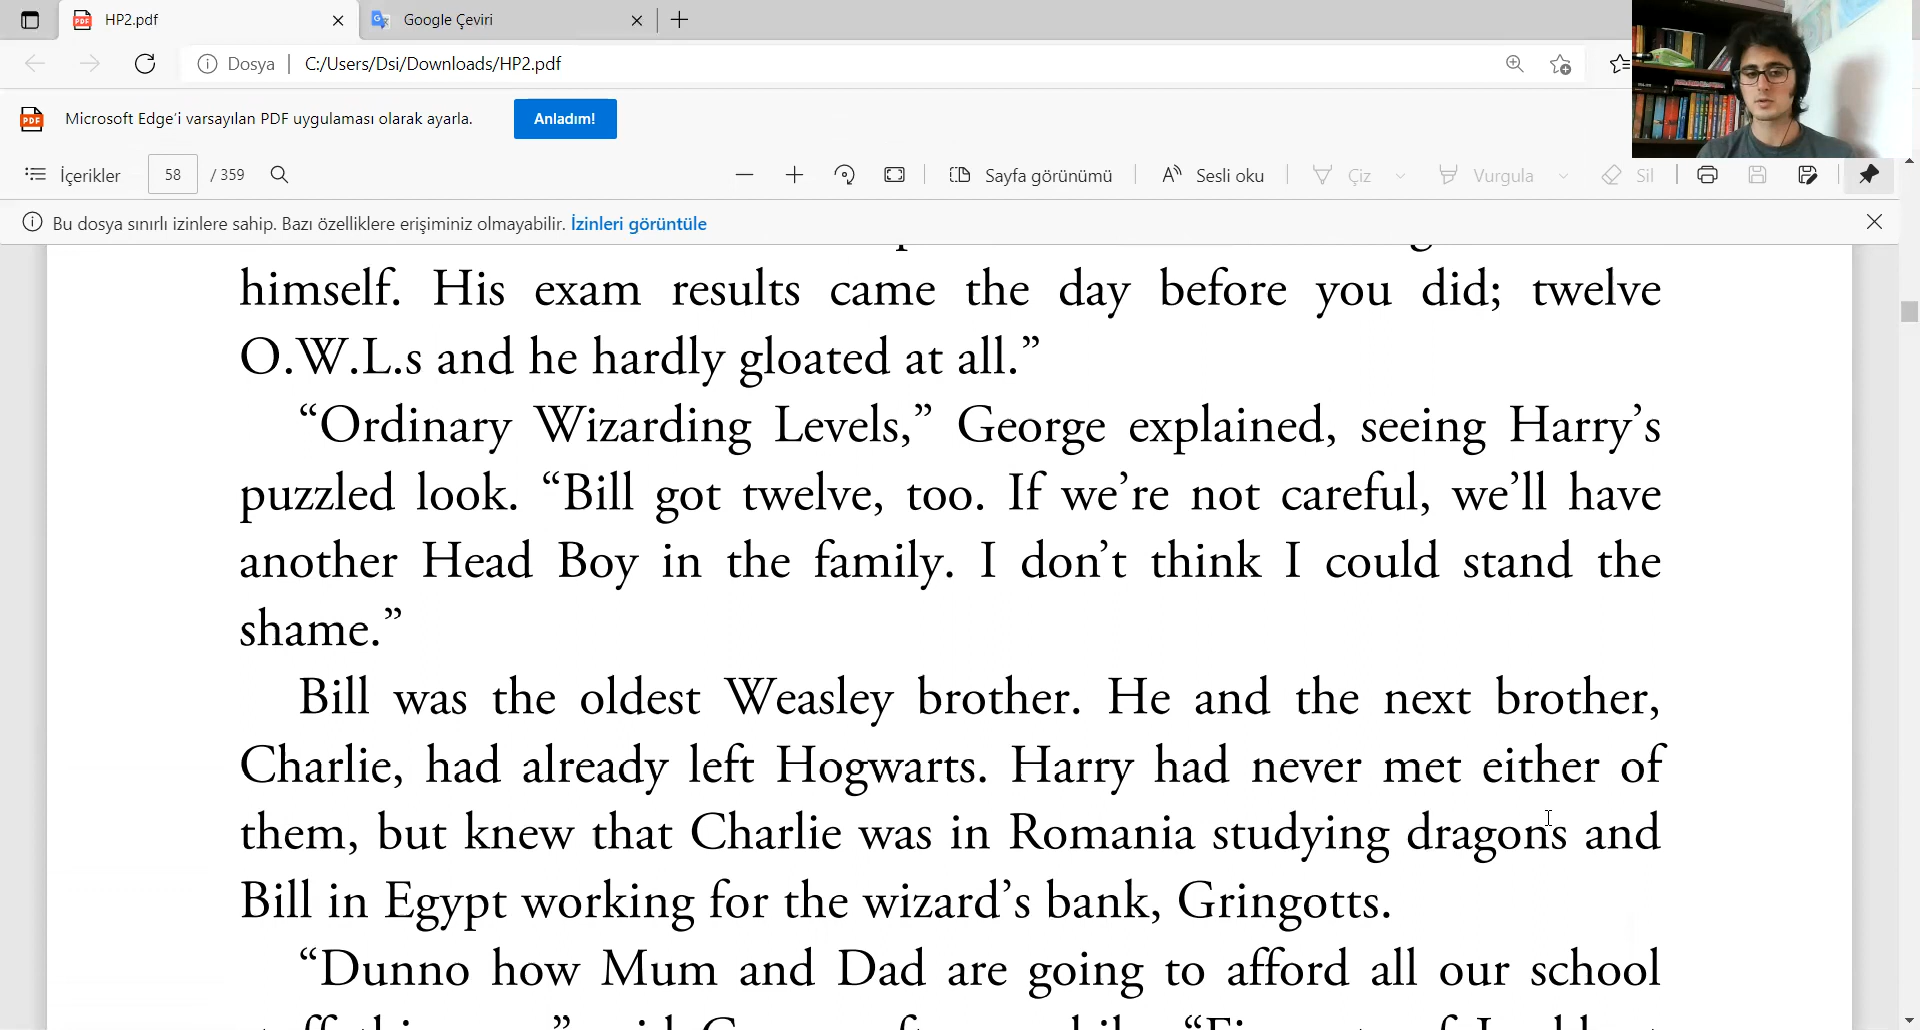 HP2.pdf
Google Çeviri
Dosya
C:/Users/Dsi/Downloads/HP2.pdf
Microsoft Edge'i varsayılan PDF uygulaması olarak ayarla.
Anladım!
İçerikler
58
/ 359
Sayfa görünümü
Sesli oku
Çiz
Vurgula
Sil
Bu dosya sınırlı izinlere sahip. Bazı özelliklere erişiminiz olmayabilir. İzinleri görüntüle
himself. His exam results came the day before you did; twelve
O.W.L.s and he hardly gloated at all.”
“Ordinary Wizarding Levels,” George explained, seeing Harry’s
puzzled look. “Bill got twelve, too. If we’re not careful, we’ll have
another Head Boy in the family. I don’t think I could stand the
shame.”
Bill was the oldest Weasley brother. He and the next brother,
Charlie, had already left Hogwarts. Harry had never met either of
them, but knew that Charlie was in Romania studying dragons and
Bill in Egypt working for the wizard’s bank, Gringotts.
“Dunno how Mum and Dad are going to afford all our school